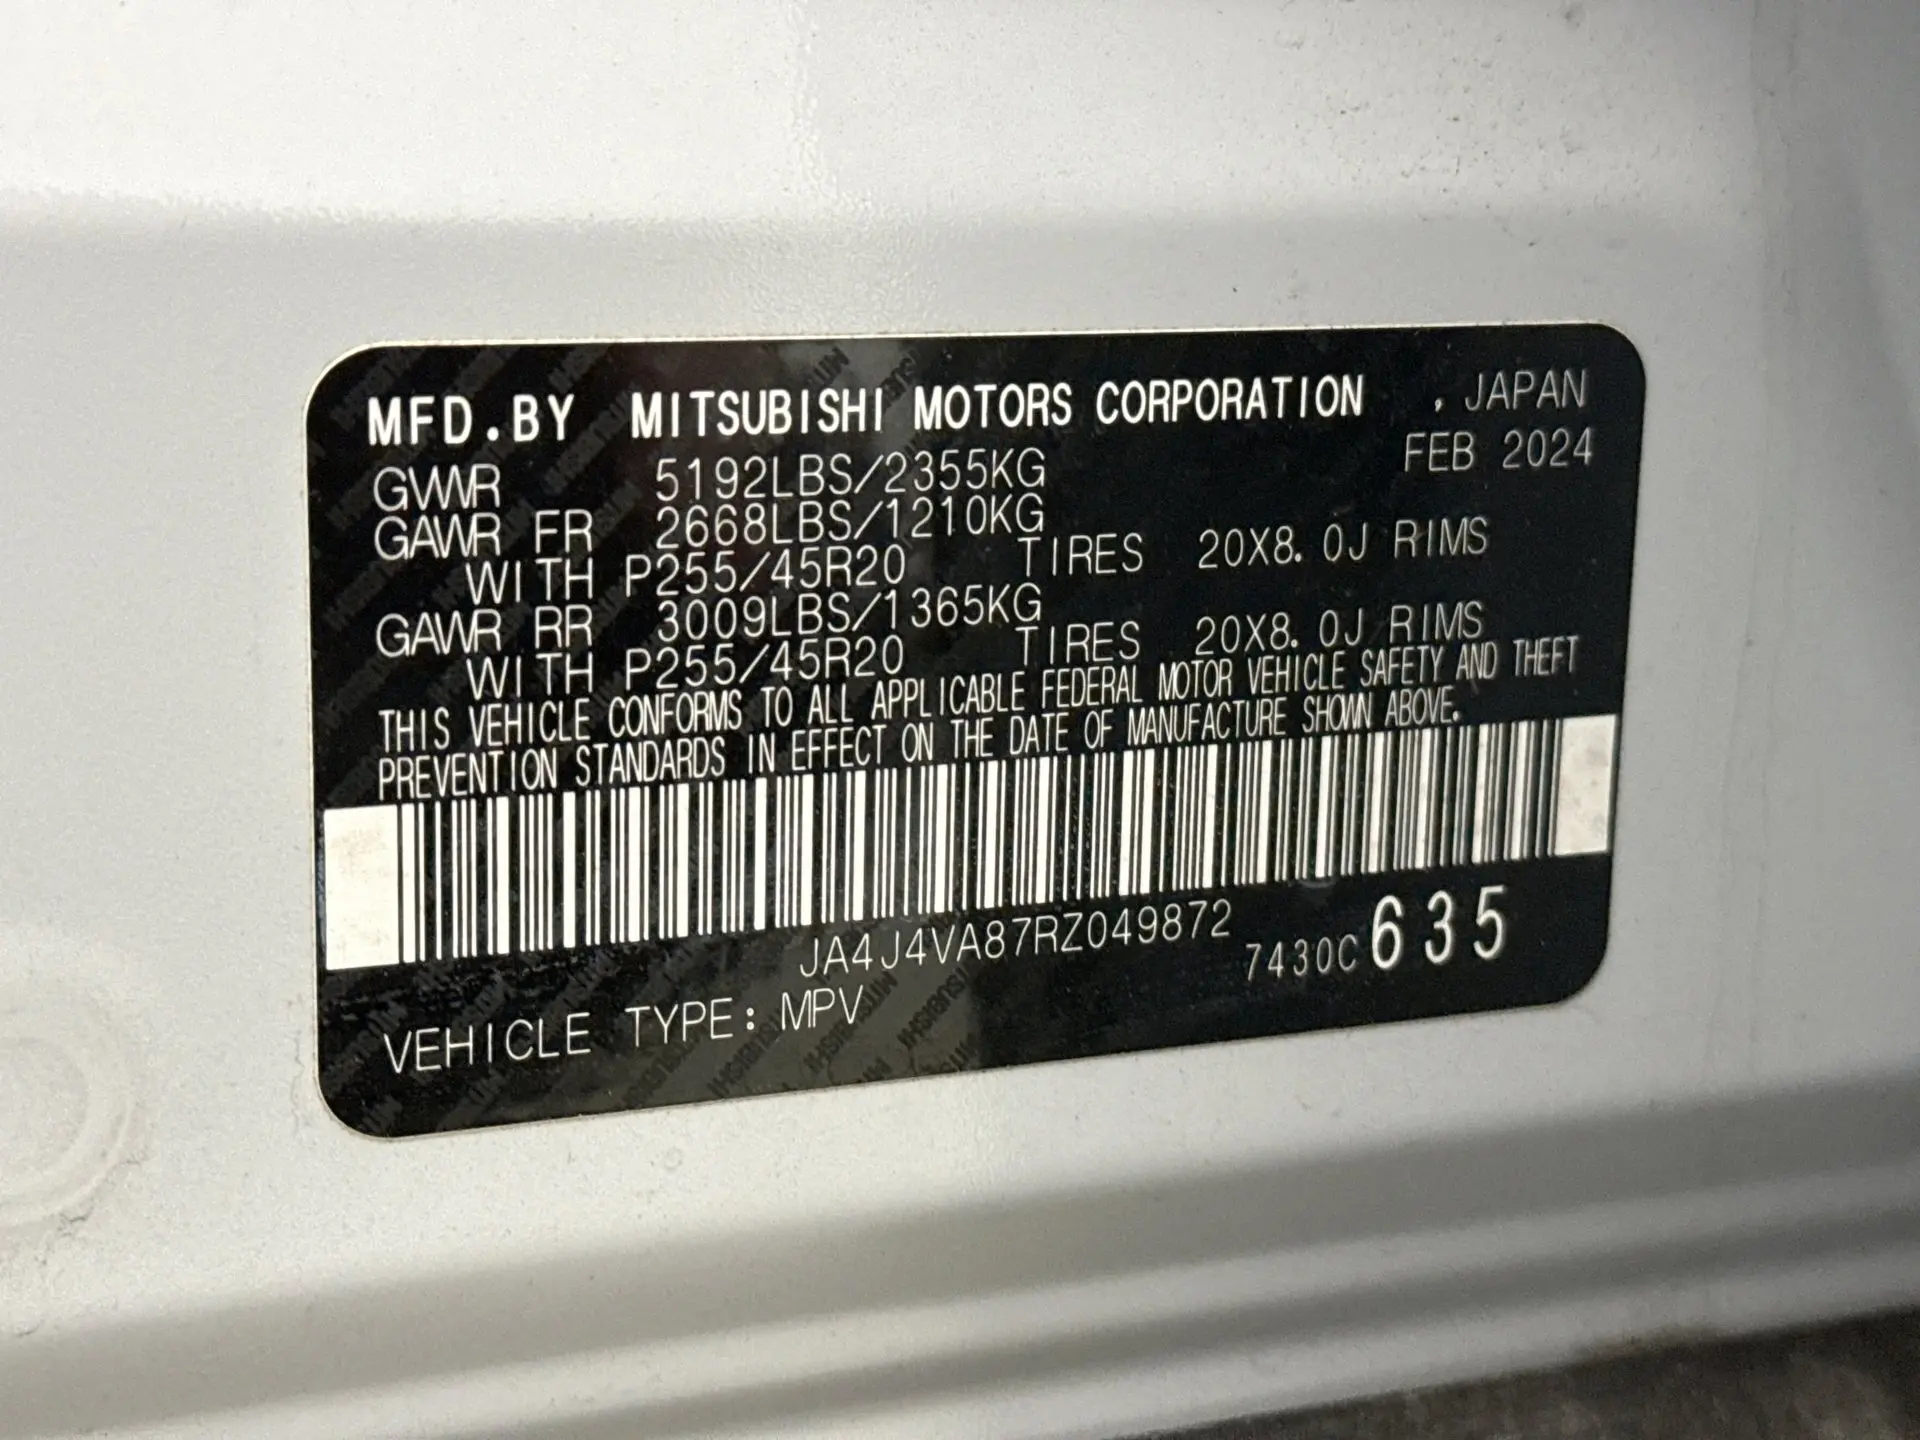 MFD.BY MITSUBISHI MOTORS CORPORATION , JAPAN
FEB 2024
GVWR 5192LBS/2355KG
GAWR FR 2668LBS/1210KG
WITH P255/45R20 TIRES 20X8.0J RIMS
GAWR RR 3009LBS/1365KG
WITH P255/45R20 TIRES 20X8.0J RIMS
THIS VEHICLE CONFORMS TO ALL APPLICABLE FEDERAL MOTOR VEHICLE SAFETY AND THEFT
PREVENTION STANDARDS IN EFFECT ON THE DATE OF MANUFACTURE SHOWN ABOVE.
JA4J4VA87RZ049872 7430C635
VEHICLE TYPE: MPV